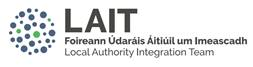 LAIT
Foireann Údaráis Áitiúil um Imeascadh
Local Authority Integration Team